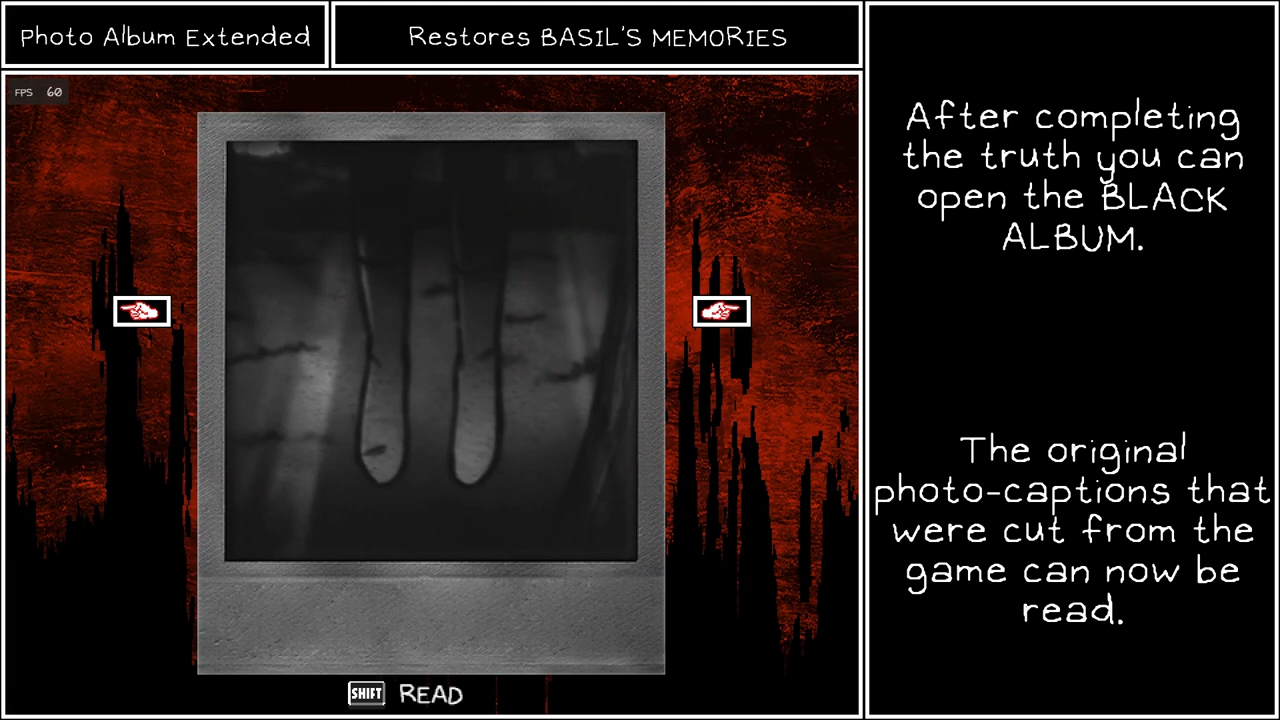 Photo Album Extended
Restores BASIL'S MEMORIES
FPS 60
After completing
the truth you can
open the BLACK
ALBUM.
The original
photo-captions that
were cut from the
game can now be
read.
SHIFT READ